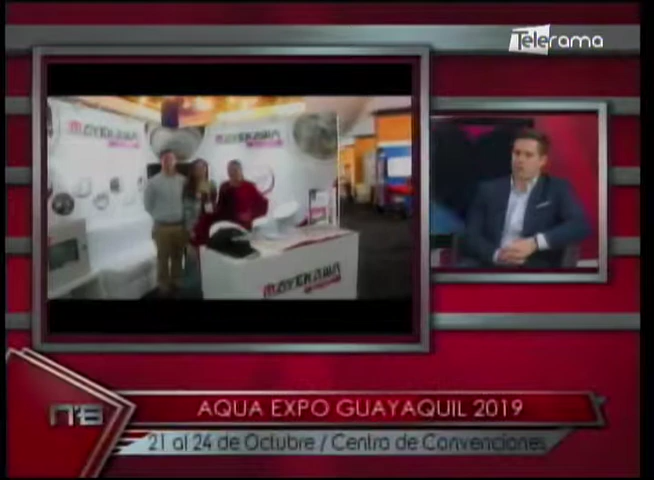 Telerama
MAYEKAWA
MAYEKAWA
MAYEKAWA
AQUA EXPO GUAYAQUIL 2019
21 al 24 de Octubre / Centro de Convenciones